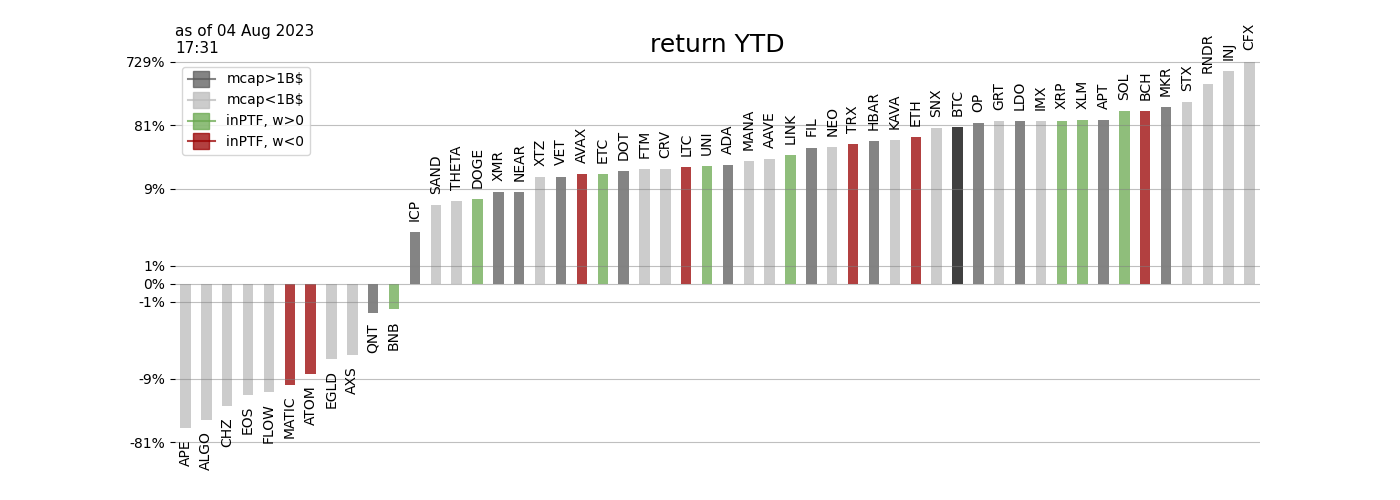 as of 04 Aug 2023
17:31
return YTD
729%
81%
9%
1%
0%
-1%
-9%
-81%
mcap>1B$
mcap<1B$
inPTF, w>0
inPTF, w<0
APE
ALGO
CHZ
EOS
FLOW
MATIC
ATOM
EGLD
AXS
QNT
BNB
ICP
SAND
THETA
DOGE
XMR
NEAR
XTZ
VET
AVAX
ETC
DOT
FTM
CRV
LTC
UNI
ADA
MANA
AAVE
LINK
FIL
NEO
TRX
HBAR
KAVA
ETH
SNX
BTC
OP
GRT
LDO
IMX
XRP
XLM
APT
SOL
BCH
MKR
STX
RNDR
INJ
CFX